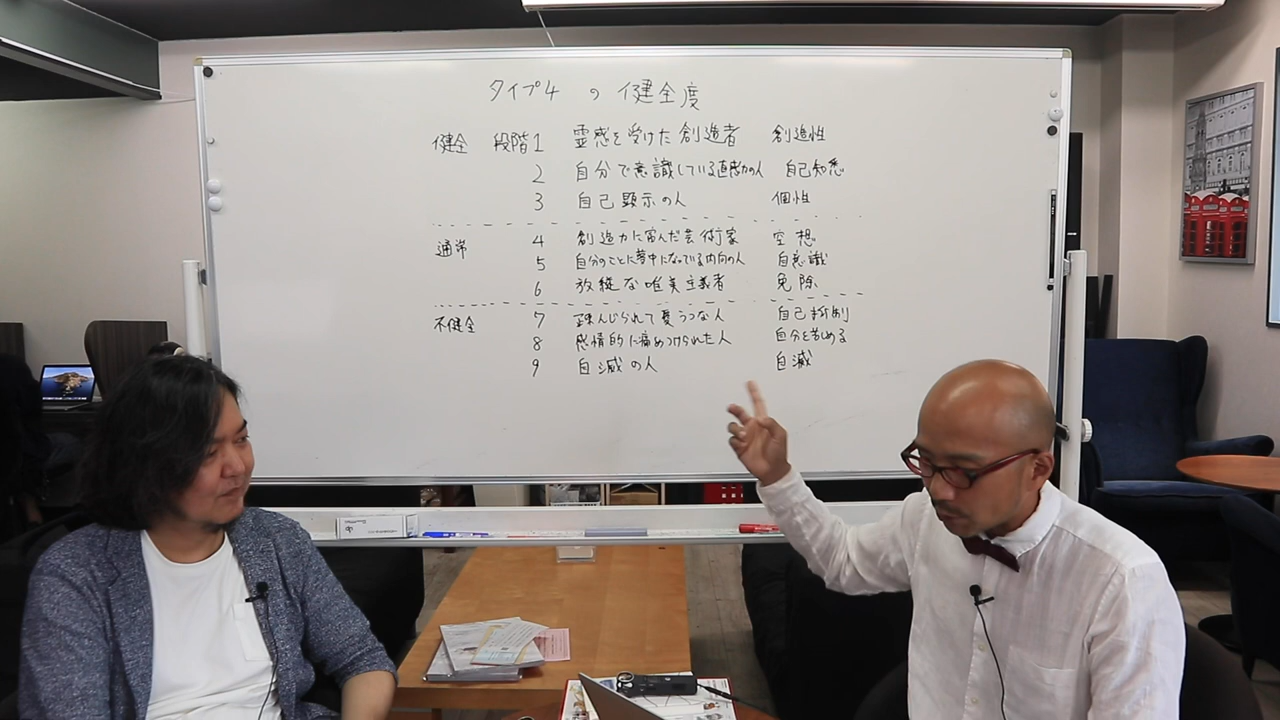 タイプ4 の 健全度
健全 段階1 霊感を受けた創造者 創造性
2 自分で意識している直感力の人 自己知悉
3 自己顕示の人 個性
通常 4 創造力に富んだ芸術家 空想
5 自分のことに夢中になっている内向の人 自意識
6 放縦な唯美主義者 免除
不健全 7 疎んじられて憂うつな人 自己抑制
8 感情的に痛めつけられた人 自分を苦しめる
9 自滅の人 自滅